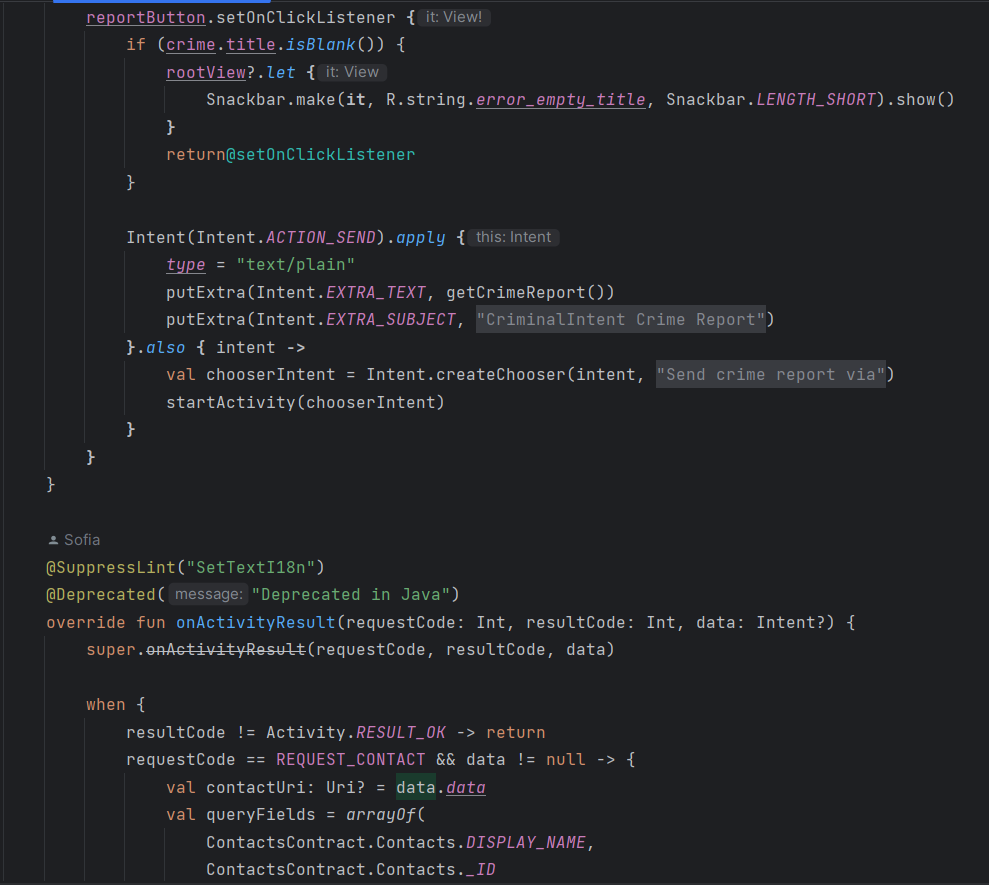 reportButton.setOnClickListener { it: View!
if (crime.title.isBlank()) {
rootView?.let { it: View
Snackbar.make(it, R.string.error_empty_title, Snackbar.LENGTH_SHORT).show()
}
return@setOnClickListener
}
Intent(Intent.ACTION_SEND).apply { this: Intent
type = "text/plain"
putExtra(Intent.EXTRA_TEXT, getCrimeReport())
putExtra(Intent.EXTRA_SUBJECT, "CriminalIntent Crime Report")
}.also { intent ->
val chooserIntent = Intent.createChooser(intent, "Send crime report via")
startActivity(chooserIntent)
}
}
}
Sofia
@SuppressLint("SetTextI18n")
@Deprecated( message: "Deprecated in Java")
override fun onActivityResult(requestCode: Int, resultCode: Int, data: Intent?) {
super.onActivityResult(requestCode, resultCode, data)
when {
resultCode != Activity.RESULT_OK -> return
requestCode == REQUEST_CONTACT && data != null -> {
val contactUri: Uri? = data.data
val queryFields = arrayOf(
ContactsContract.Contacts.DISPLAY_NAME,
ContactsContract.Contacts._ID